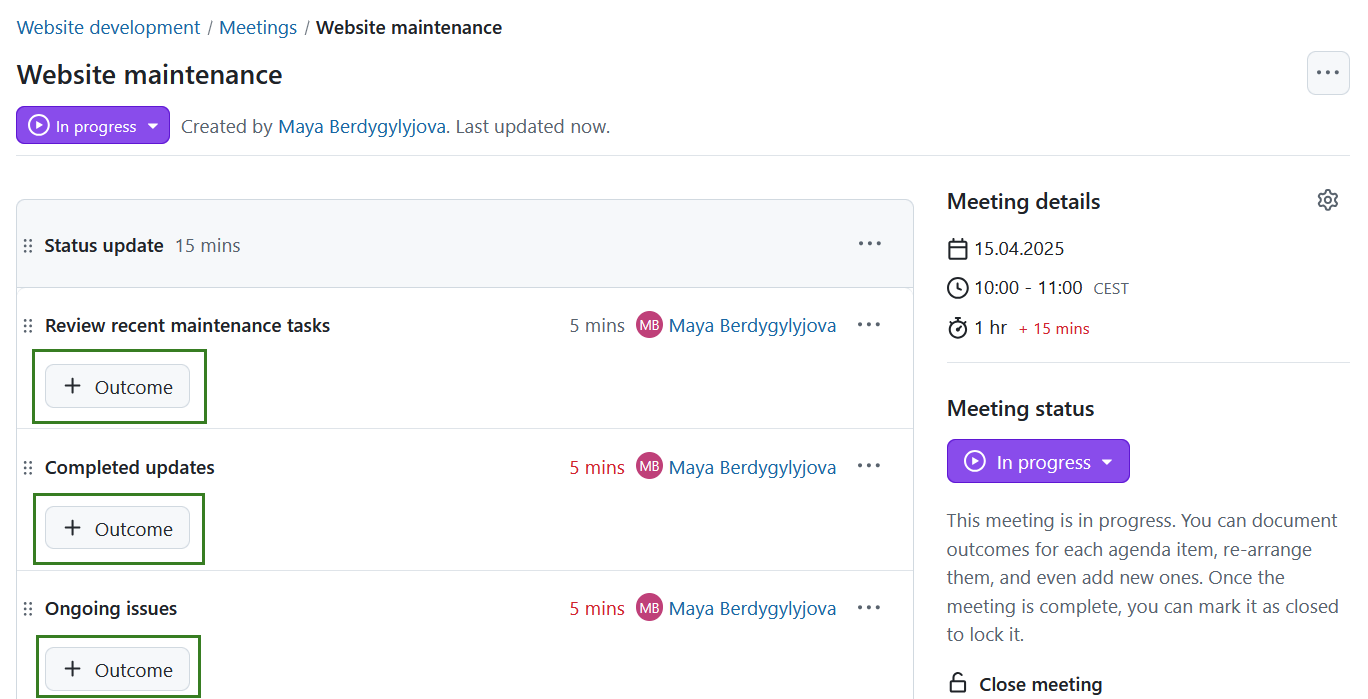 Website development / Meetings / Website maintenance
Website maintenance
In progress Created by Maya Berdygylyjova. Last updated now.
Status update 15 mins
Review recent maintenance tasks 5 mins MB Maya Berdygylyjova
+ Outcome
Completed updates 5 mins MB Maya Berdygylyjova
+ Outcome
Ongoing issues 5 mins MB Maya Berdygylyjova
+ Outcome
Meeting details
15.04.2025
10:00 - 11:00 CEST
1 hr + 15 mins
Meeting status
In progress
This meeting is in progress. You can document
outcomes for each agenda item, re-arrange
them, and even add new ones. Once the
meeting is complete, you can mark it as closed
to lock it.
Close meeting